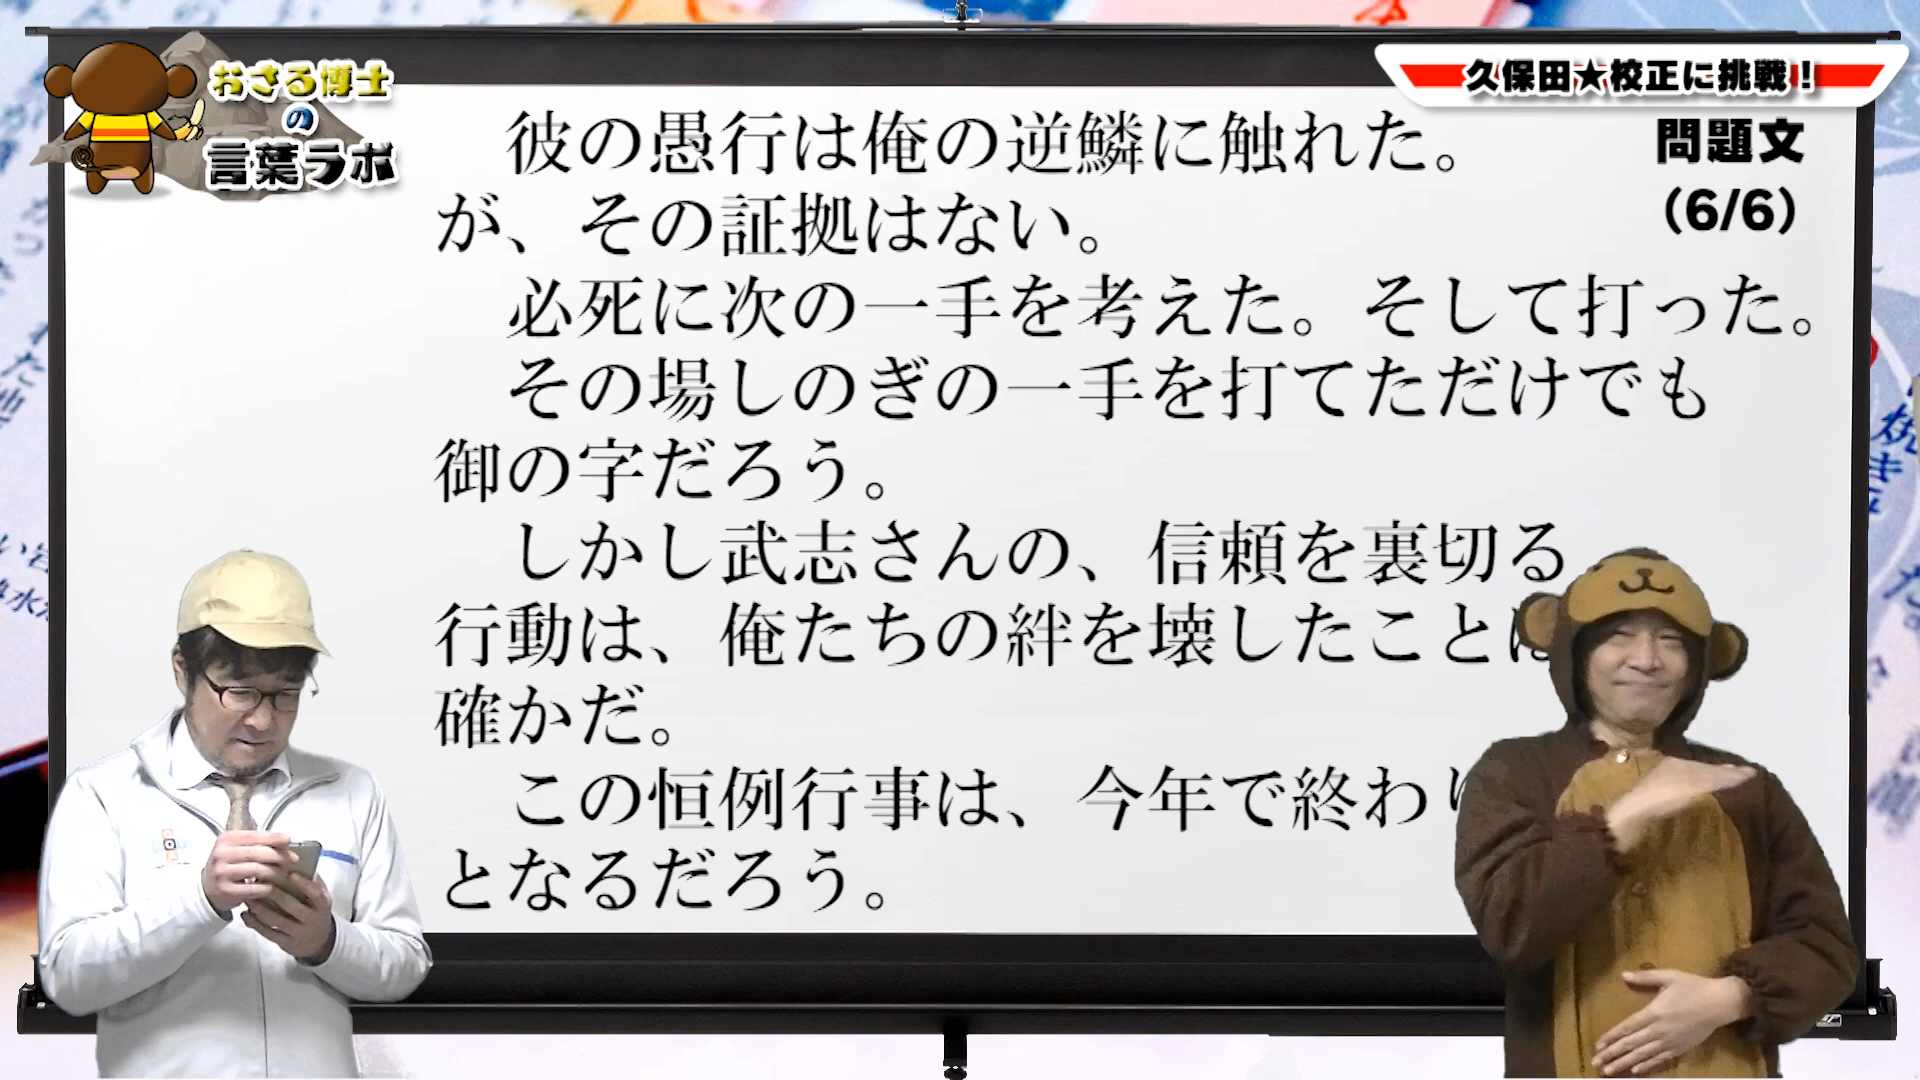 おさる博士
の
言葉ラボ
久保田★校正に挑戦！
問題文
（6/6）
彼の愚行は俺の逆鱗に触れた。
が、その証拠はない。
必死に次の一手を考えた。そして打った。
その場しのぎの一手を打てただけでも
御の字だろう。
しかし武志さんの、信頼を裏切る
行動は、俺たちの絆を壊したことは
確かだ。
この恒例行事は、今年で終わり
となるだろう。